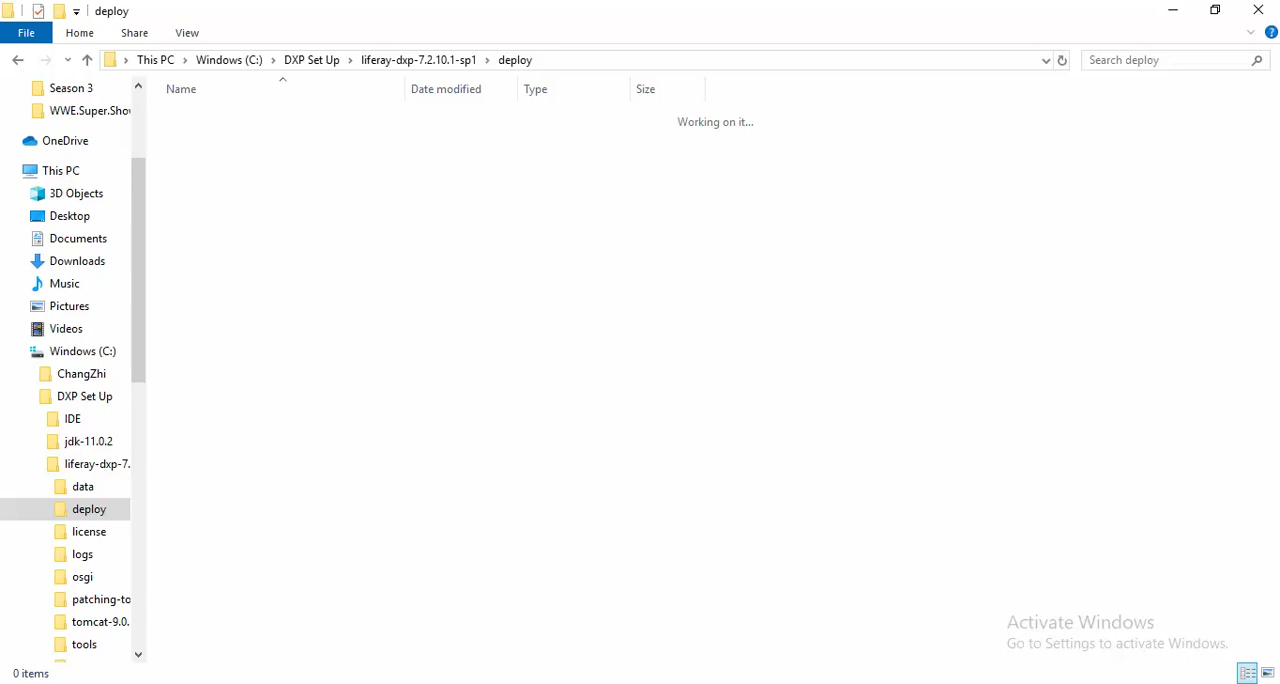 deploy
File Home Share View
This PC Windows (C:) DXP Set Up liferay-dxp-7.2.10.1-sp1 deploy Search deploy
Name Date modified Type Size
Working on it...
Season 3
WWE.Super.Shov
OneDrive
This PC
3D Objects
Desktop
Documents
Downloads
Music
Pictures
Videos
Windows (C:)
ChangZhi
DXP Set Up
IDE
jdk-11.0.2
liferay-dxp-7.
data
deploy
license
logs
osgi
patching-to
tomcat-9.0.
tools
Activate Windows
Go to Settings to activate Windows.
0 items